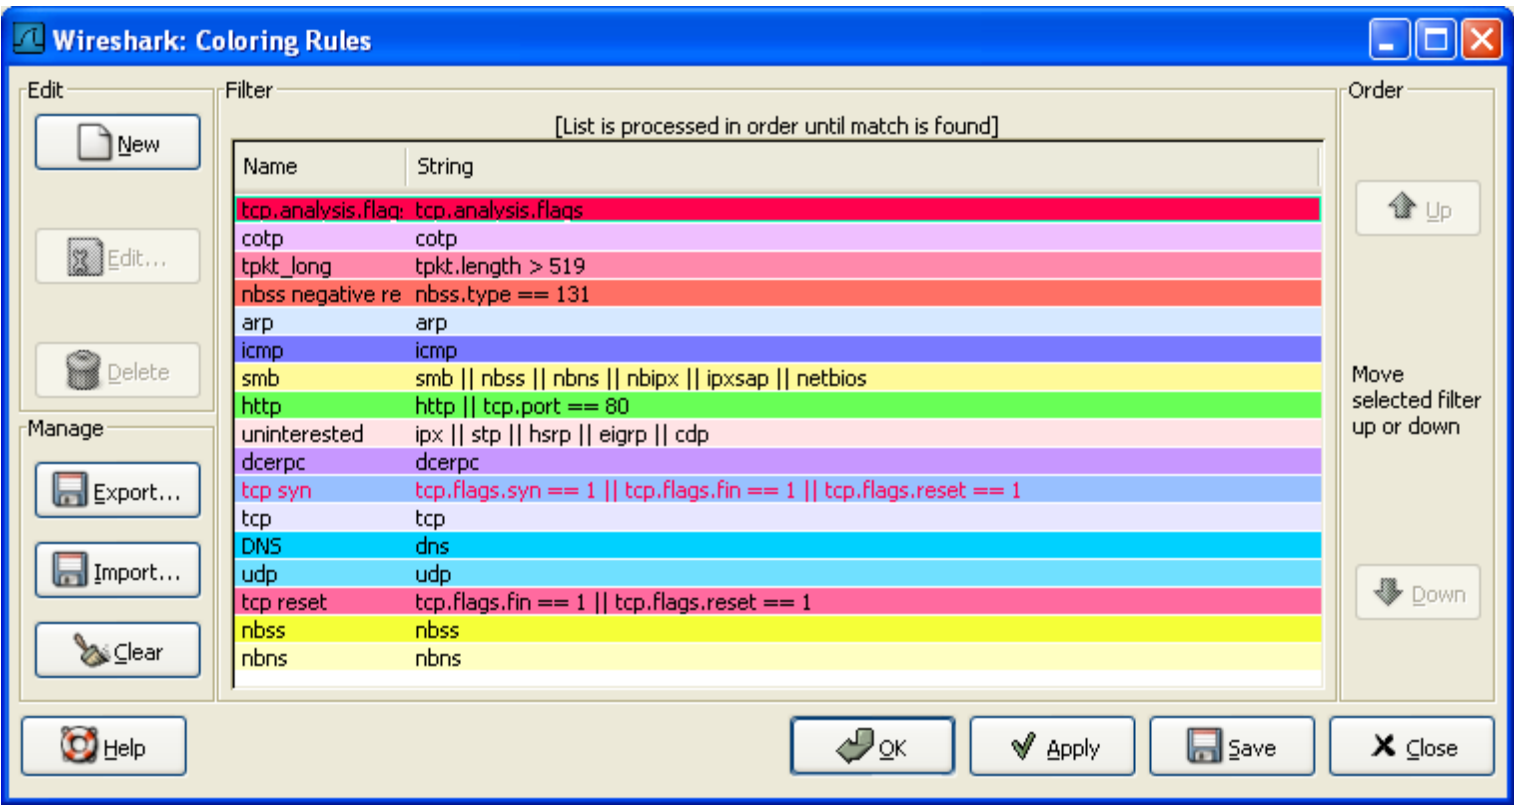 Wireshark: Coloring Rules
Edit
New
Edit...
Delete
Manage
Export...
Import...
Clear
Filter
[List is processed in order until match is found]
Name String
tcp.analysis.flag: tcp.analysis.flags
cotp cotp
tpkt_long tpkt.length > 519
nbss negative re nbss.type == 131
arp arp
icmp icmp
smb smb || nbss || nbns || nbipx || ipxsap || netbios
http http || tcp.port == 80
uninterested ipx || stp || hsrp || eigrp || cdp
dcerpc dcerpc
tcp syn tcp.flags.syn == 1 || tcp.flags.fin == 1 || tcp.flags.reset == 1
tcp tcp
DNS dns
udp udp
tcp reset tcp.flags.fin == 1 || tcp.flags.reset == 1
nbss nbss
nbns nbns
Order
Up
Move
selected filter
up or down
Down
Help
OK
Apply
Save
Close